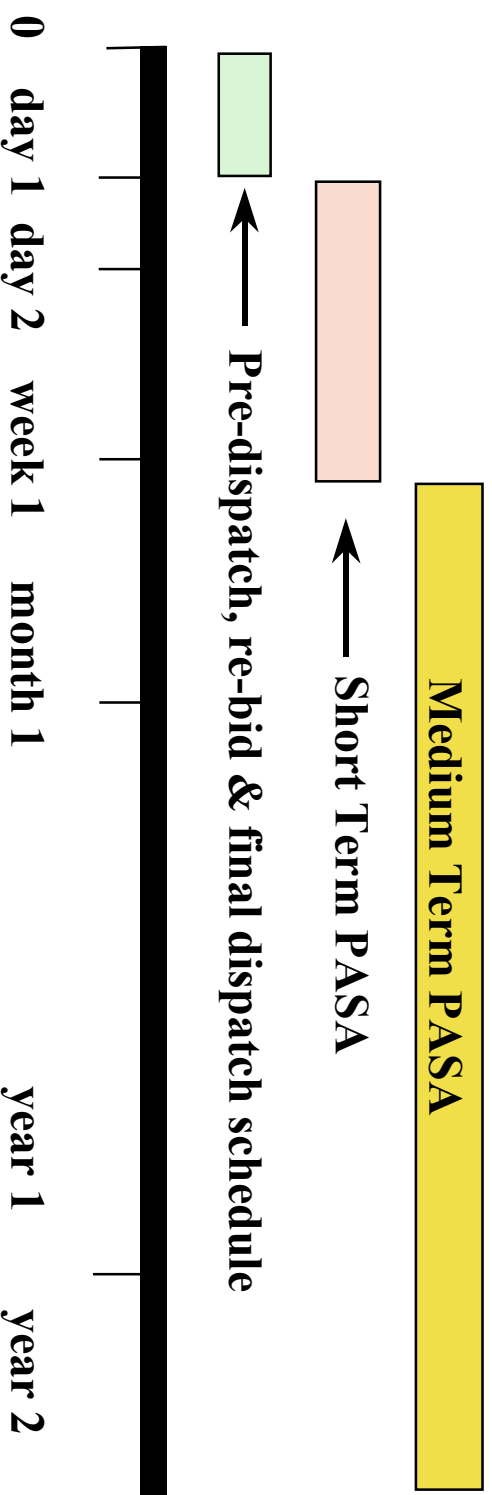 Medium Term PASA
Short Term PASA
Pre-dispatch, re-bid & final dispatch schedule
0 day 1 day 2 week 1 month 1 year 1 year 2